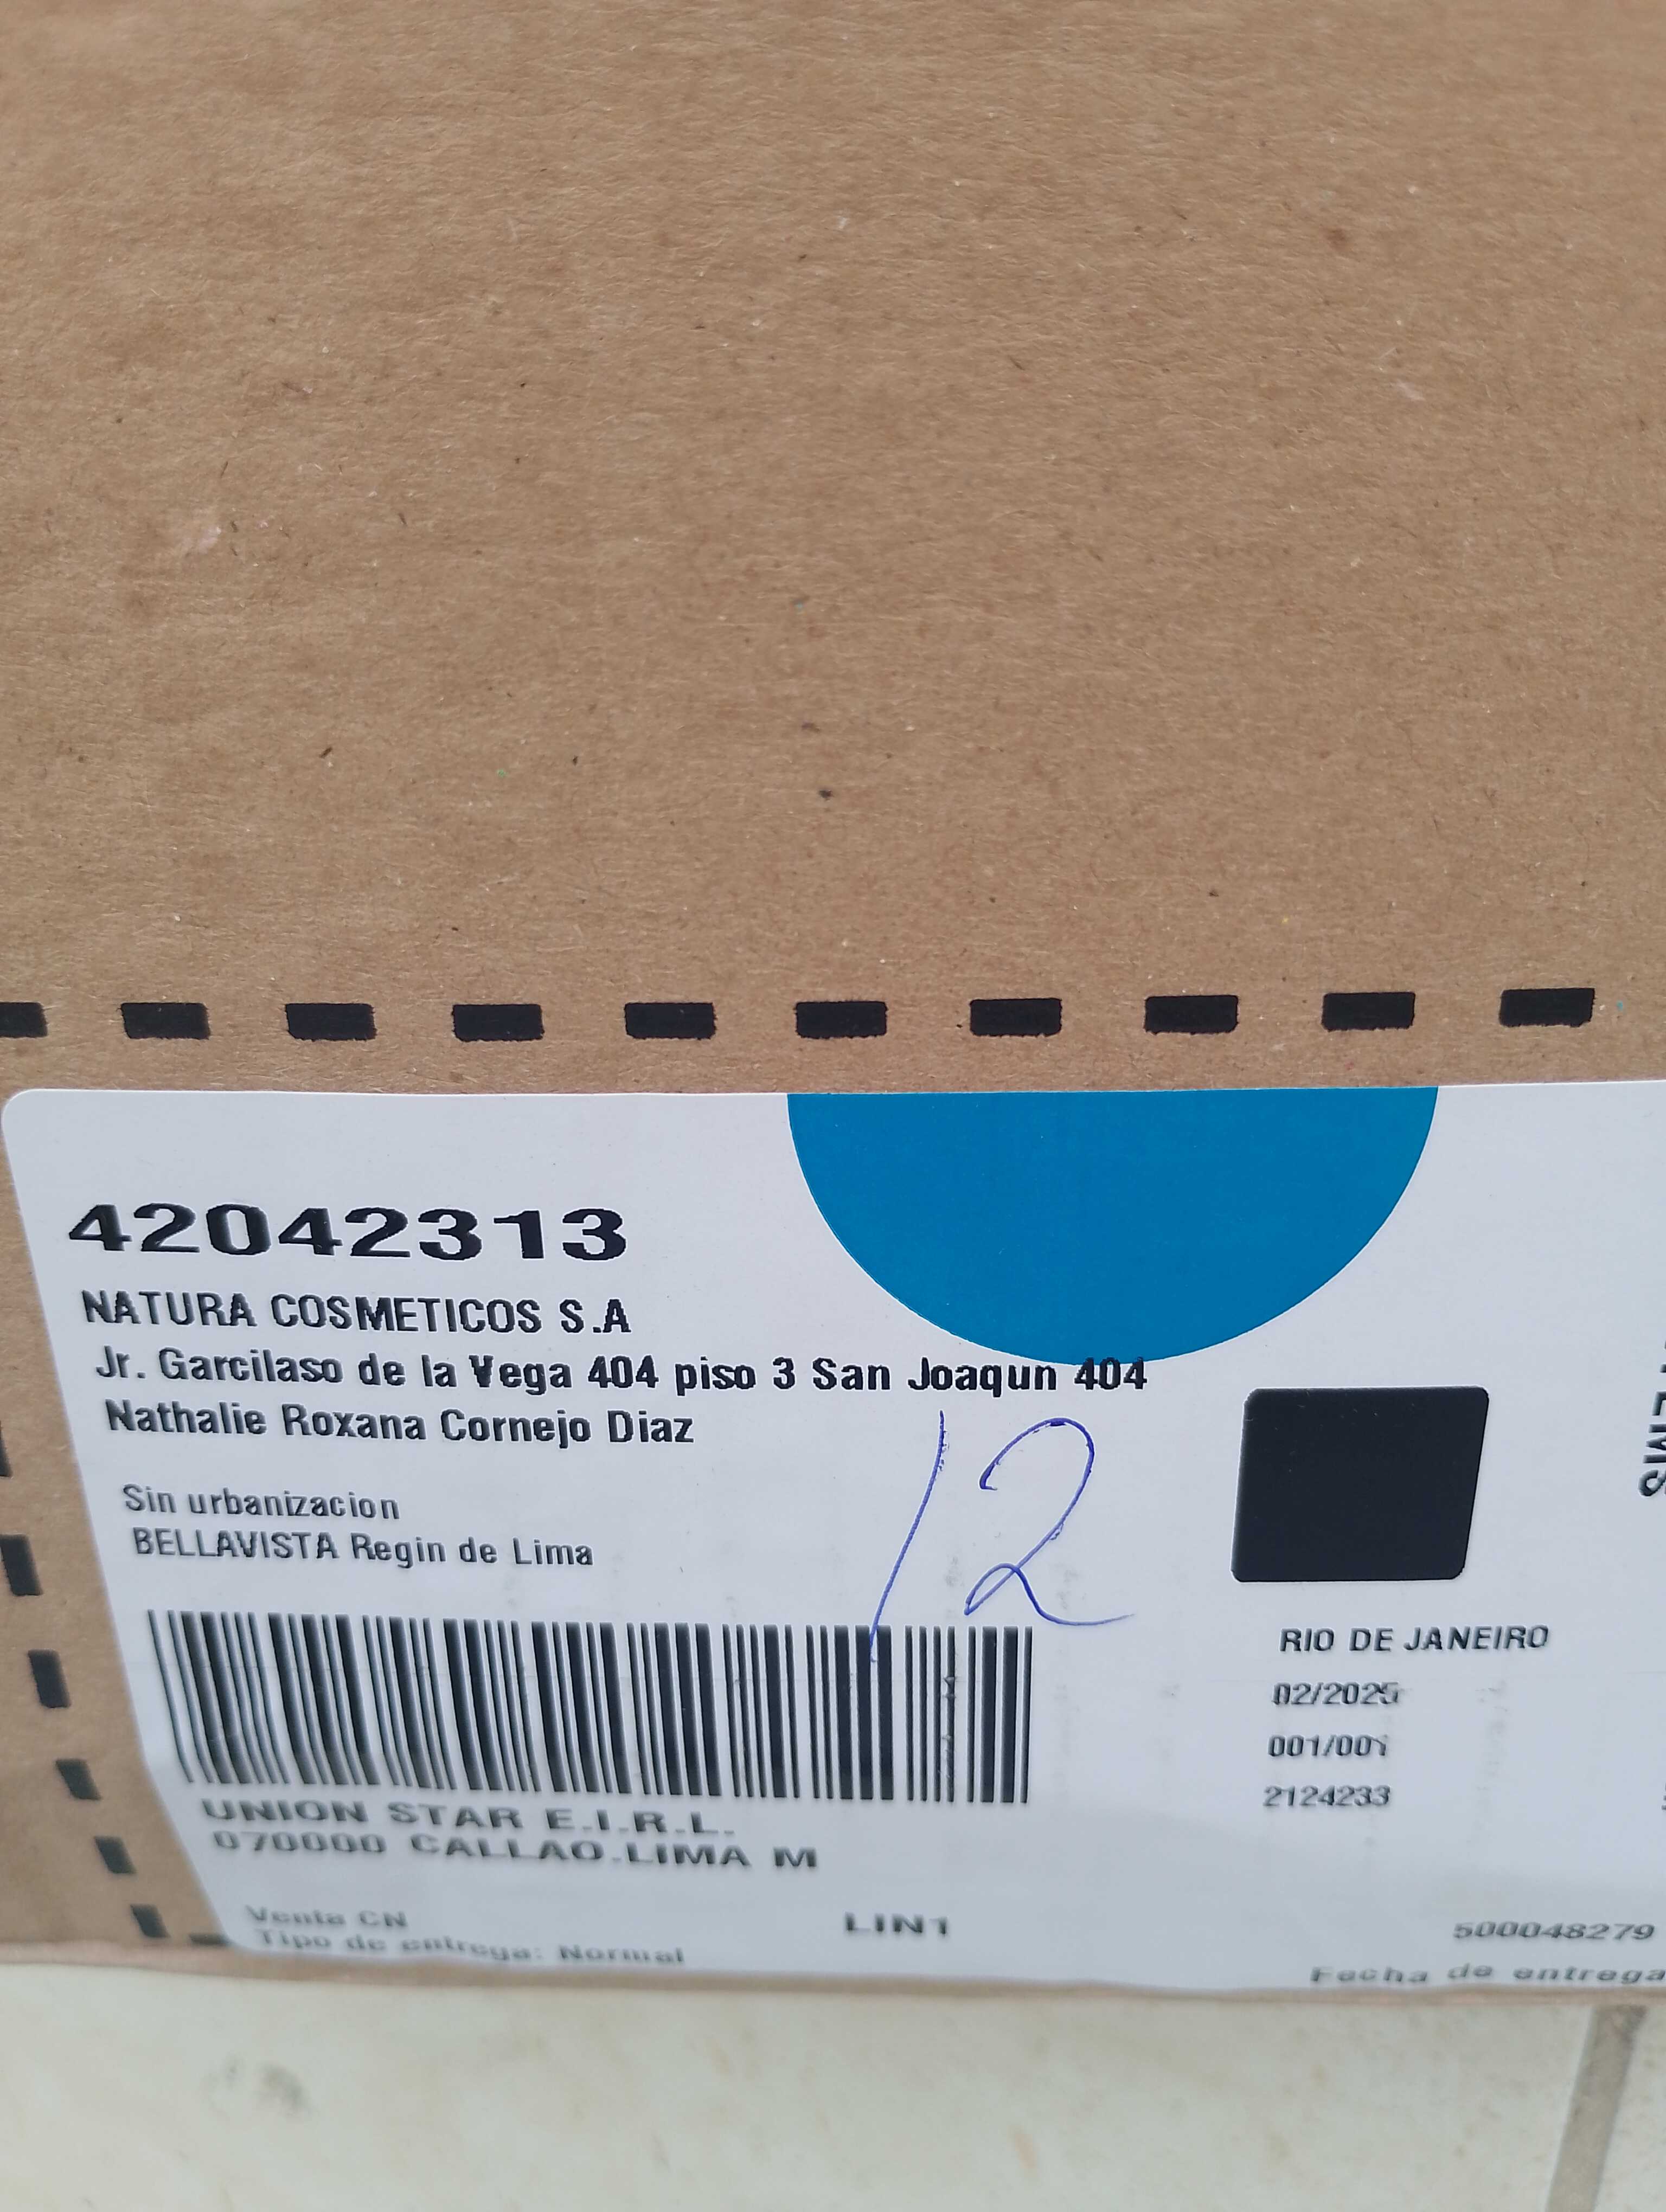 42042313
NATURA COSMETICOS S.A
Jr. Garcilaso de la Vega 404 piso 3 San Joaqun 404
Nathalie Roxana Cornejo Diaz
12
Sin urbanizacion
BELLAVISTA Regin de Lima
RIO DE JANEIRO
02/2025
001/001
2124233
UNION STAR E.I.R.L.
070000 CALLAO.LIMA M
Venta CN
LIN1
500048279
Tipo de entrega: Normal
Fecha de entrega